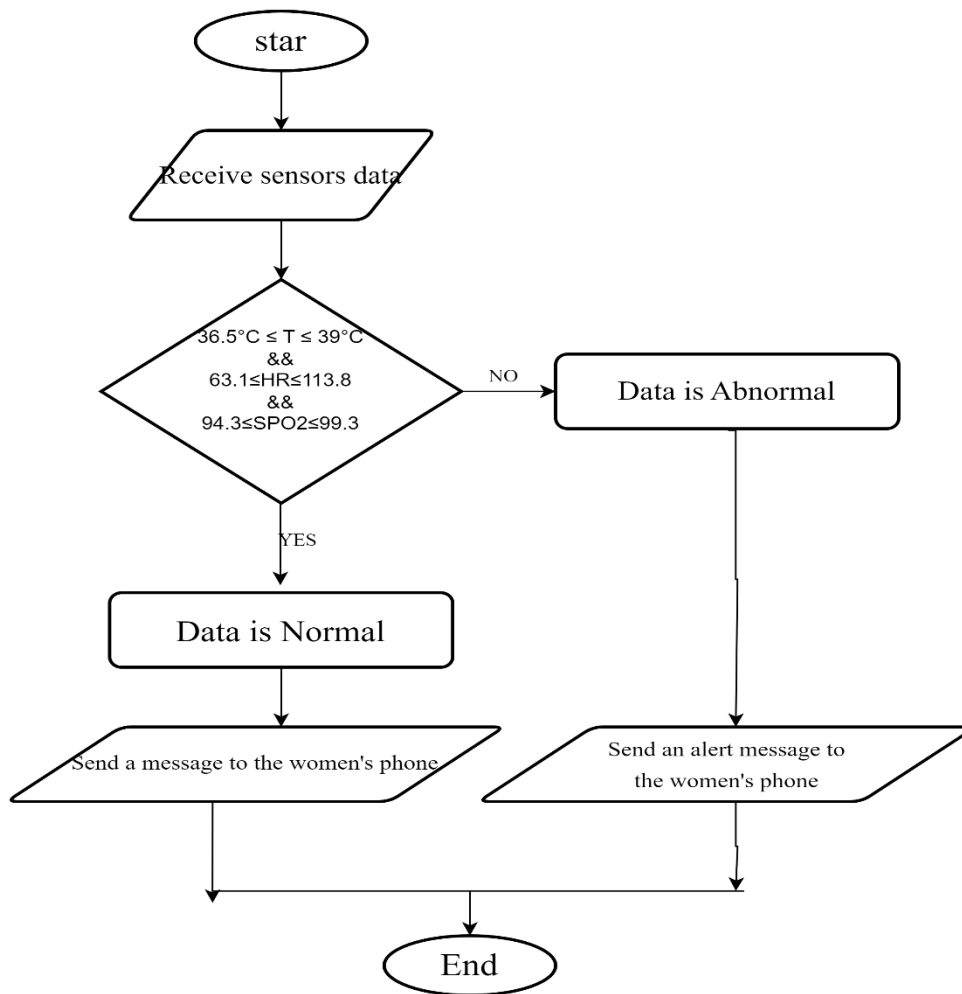 star
Receive sensors data
36.5°C ≤ T ≤ 39°C
&&
63.1≤HR≤113.8
&&
94.3≤SPO2≤99.3
NO
Data is Abnormal
YES
Data is Normal
Send a message to the women's phone
Send an alert message to
the women's phone
End